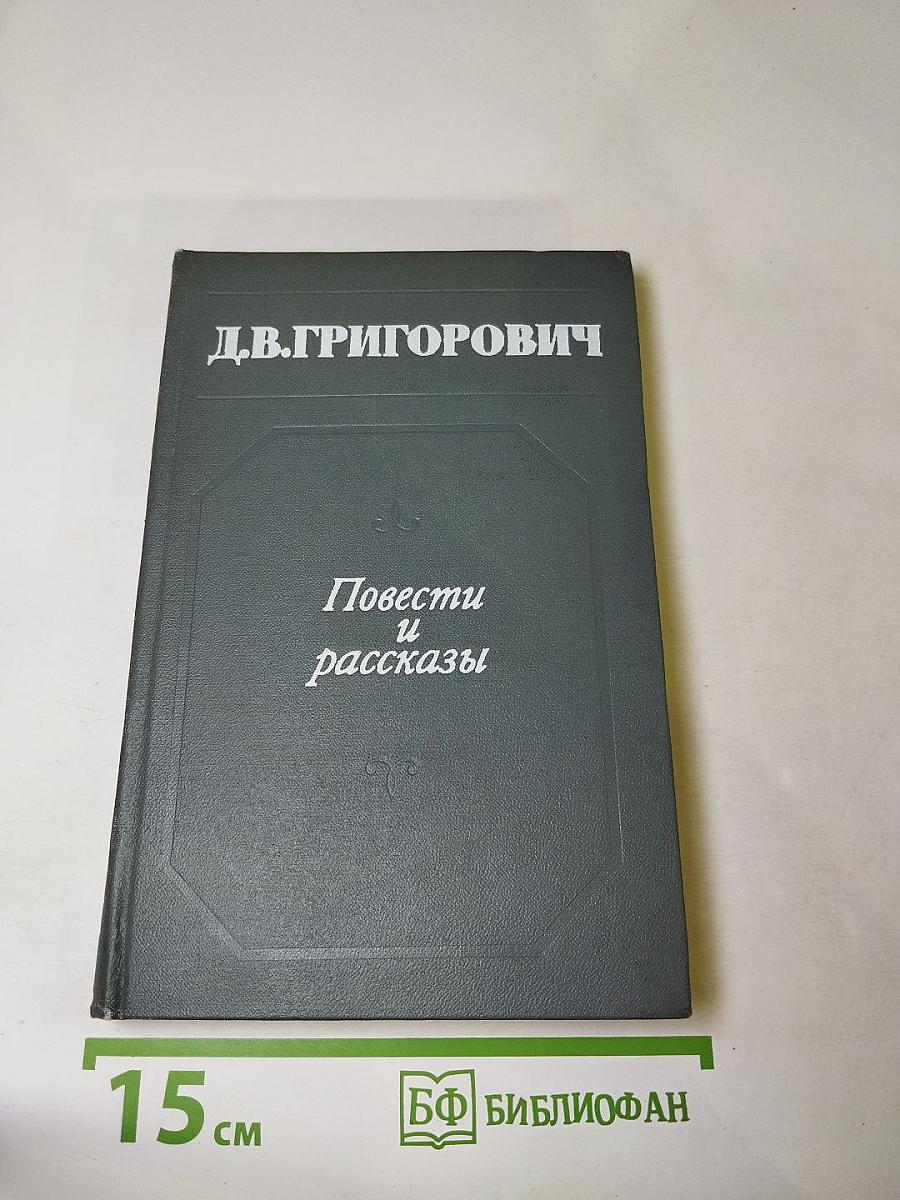 Д.В.ГРИГОРОВИЧ
Повести
и
рассказы
15 см
БФ БИБЛИОФАН